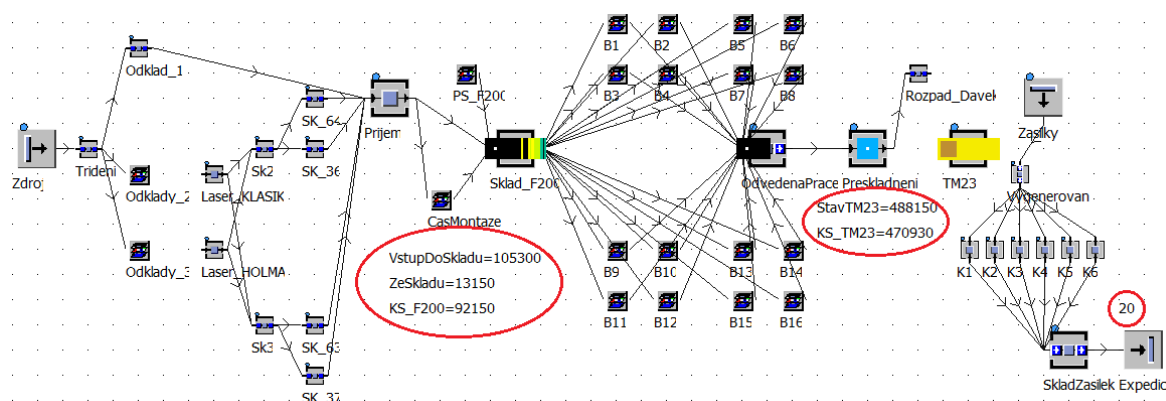 B1
B2
B5
B6
Odklad_1
PS_F200
B3
B4
B7
B8
Rozpad_Davek
SK_64
Prijem
Zasilky
Zdroj
Trideni
Sk2
SK_36
Sklad_F200
OdvedenaPrace
Preskladneni
TM23
Odklady_2
Laser_KLASIK
Vygenerovan
CasMontaze
StavTM23=488150
KS_TM23=470930
Odklady_3
Laser_HOLMA
VstupDoSkladu=105300
ZeSkladu=13150
KS_F200=92150
B9
B10
B13
B14
K1
K2
K3
K4
K5
K6
B11
B12
B15
B16
20
Sk3
SK_63
SK_37
SkladZasilek
Expedic